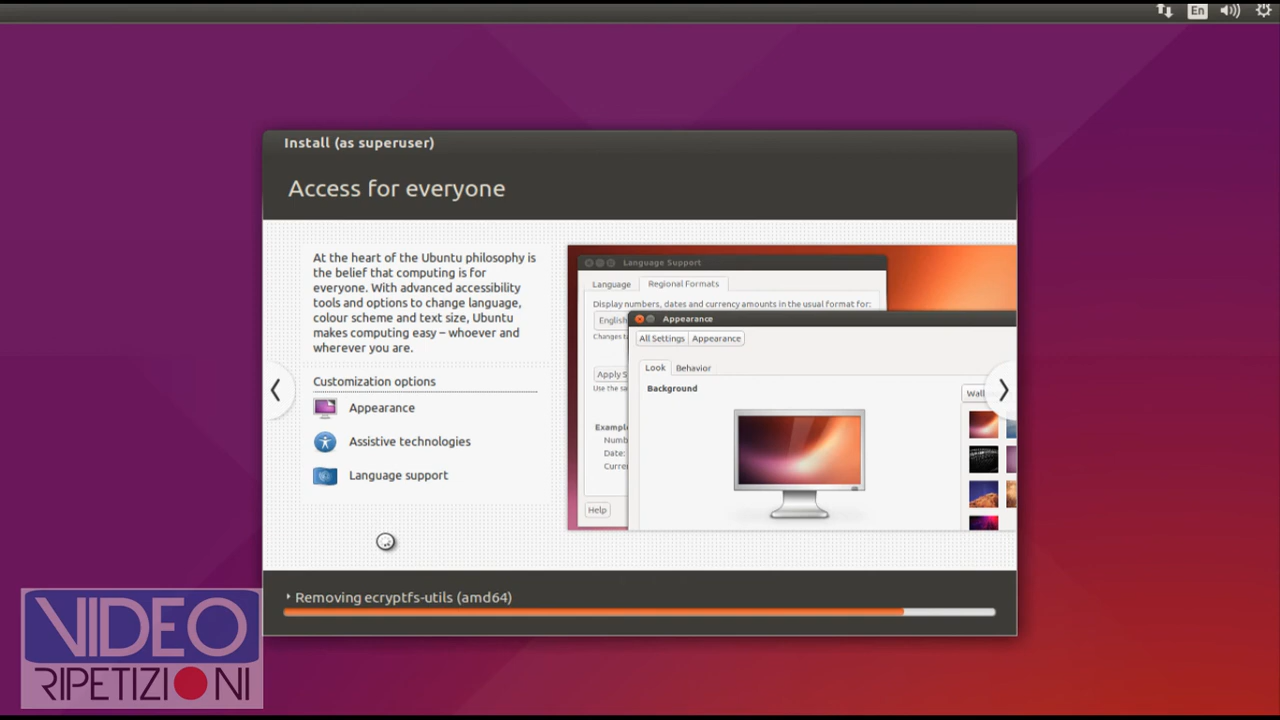 En
Install (as superuser)
Access for everyone
At the heart of the Ubuntu philosophy is
the belief that computing is for
everyone. With advanced accessibility
tools and options to change language,
colour scheme and text size, Ubuntu
makes computing easy – whoever and
wherever you are.
Customization options
Appearance
Assistive technologies
Language support
Language Support
Language Regional Formats
Display numbers, dates and currency amounts in the usual format for:
English
Appearance
All Settings Appearance
Look Behavior
Background
Wall
Changes t
Apply S
Use the sa
Exampl
Numb
Date:
Curre
Help
Removing ecryptfs-utils (amd64)
VIDEO
RIPETIZIONI